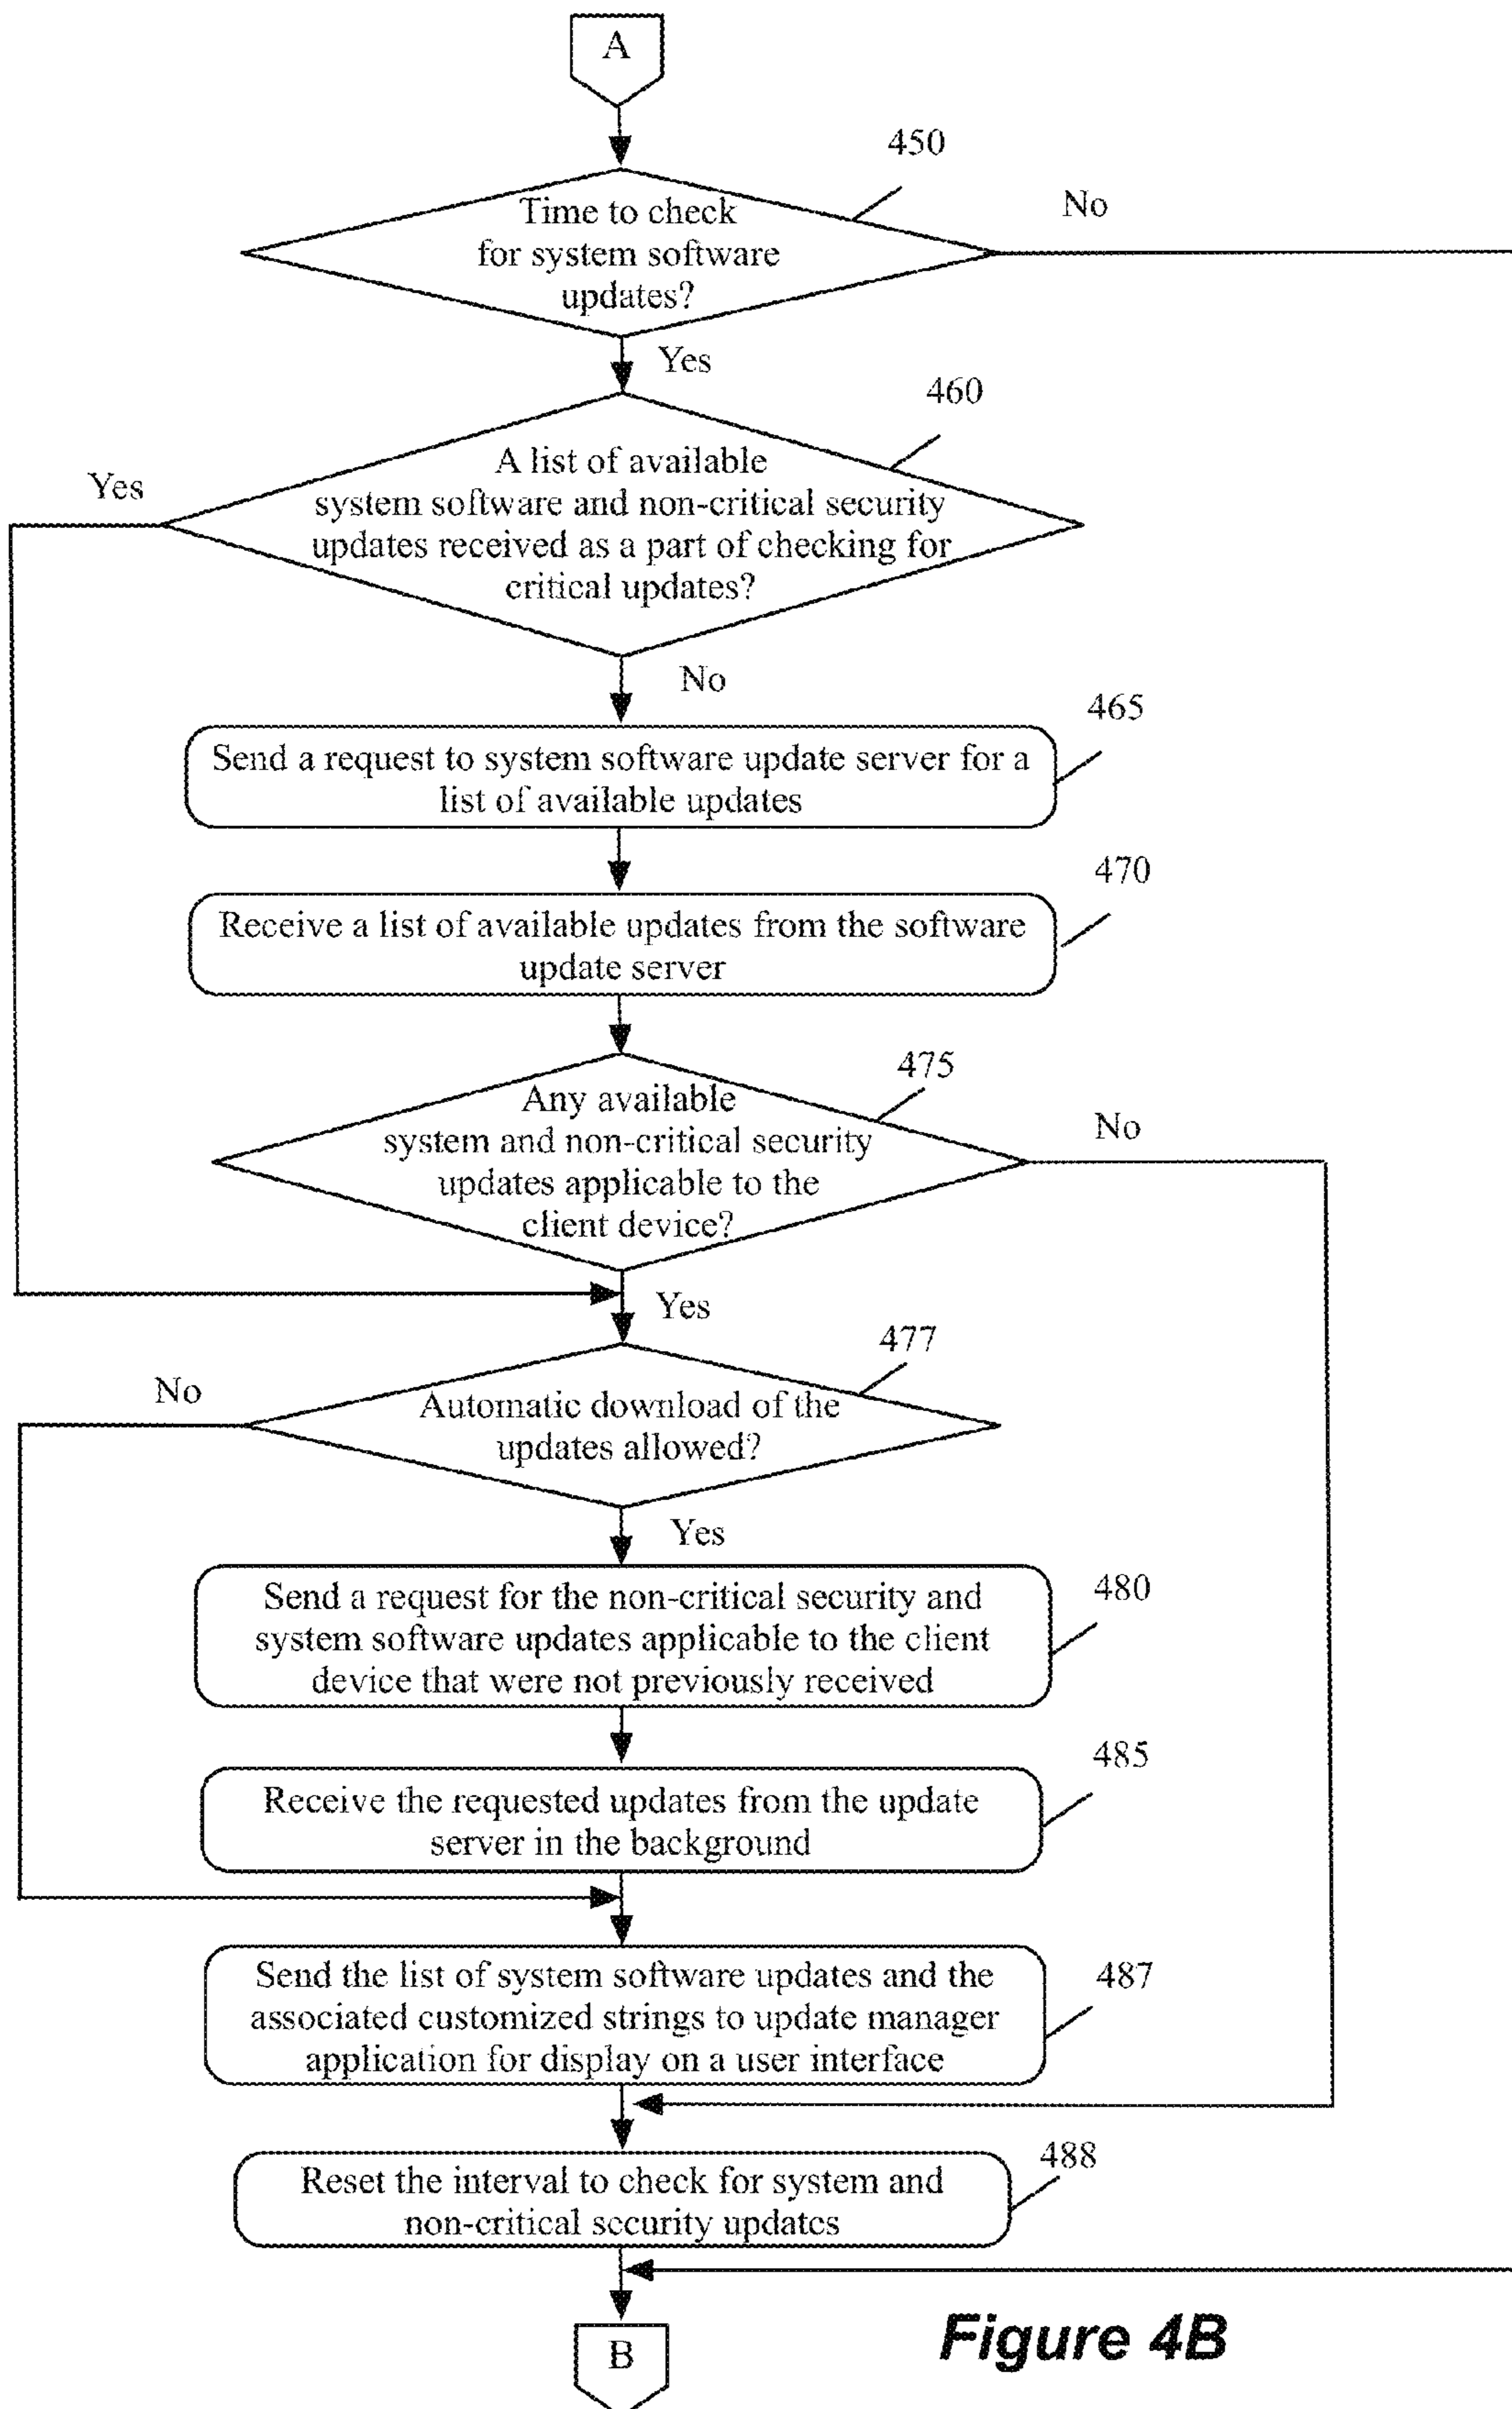 A
450
No
Time to check
for system software
updates?
Yes
460
Yes
A list of available
system software and non-critical security
updates received as a part of checking for
critical updates?
No
465
Send a request to system software update server for a
list of available updates
470
Receive a list of available updates from the software
update server
475
Any available
system and non-critical security
updates applicable to the
client device?
No
Yes
477
No
Automatic download of the
updates allowed?
Yes
480
Send a request for the non-critical security and
system software updates applicable to the client
device that were not previously received
485
Receive the requested updates from the update
server in the background
487
Send the list of system software updates and the
associated customized strings to update manager
application for display on a user interface
488
Reset the interval to check for system and
non-critical security updates
B
Figure 4B